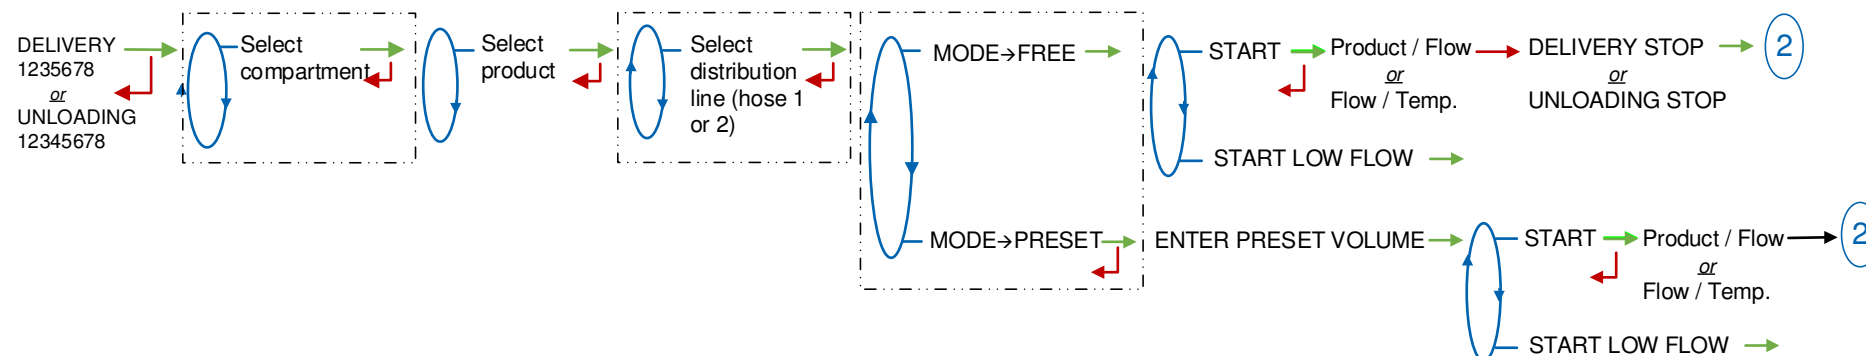 DELIVERY
1235678
or
UNLOADING
12345678
Select
compartment
Select
product
Select
distribution
line (hose 1
or 2)
MODE→FREE
START
Product / Flow
or
Flow / Temp.
DELIVERY STOP
or
UNLOADING STOP
2
START LOW FLOW
MODE→PRESET
ENTER PRESET VOLUME
START
Product / Flow
or
Flow / Temp.
2
START LOW FLOW